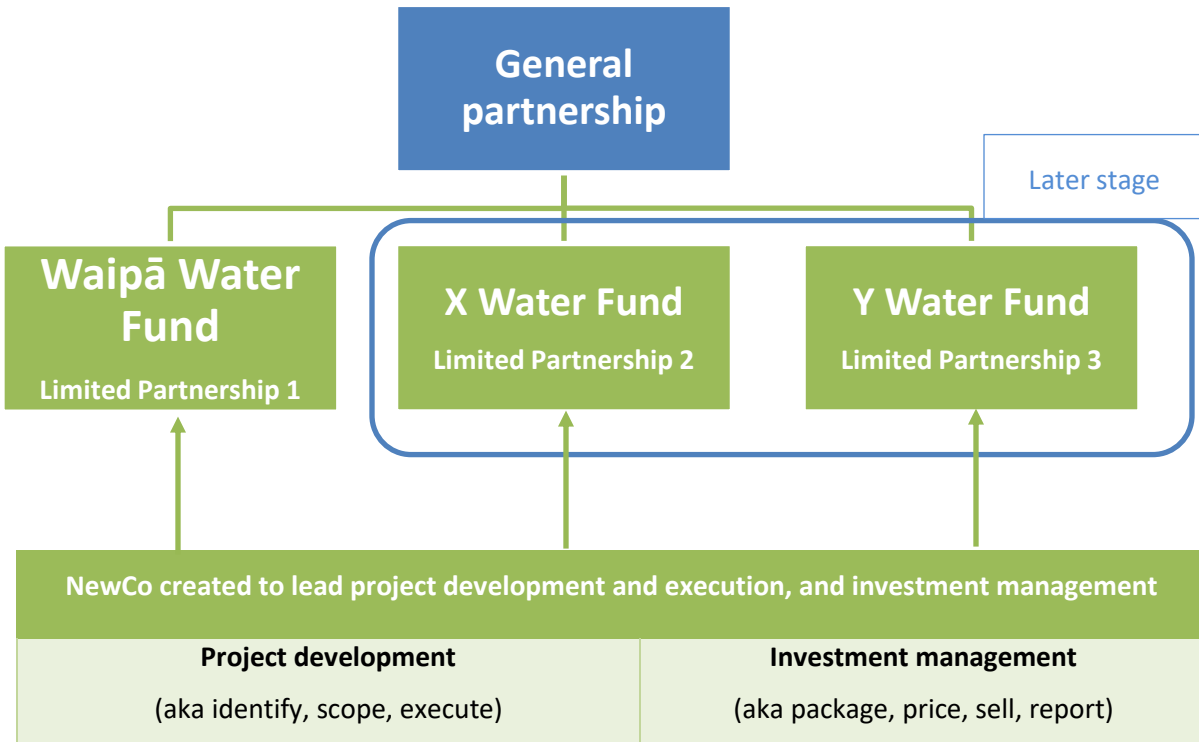 General
partnership
Later stage
Waipā Water
Fund
Limited Partnership 1
X Water Fund
Limited Partnership 2
Y Water Fund
Limited Partnership 3
NewCo created to lead project development and execution, and investment management
Project development
(aka identify, scope, execute)
Investment management
(aka package, price, sell, report)